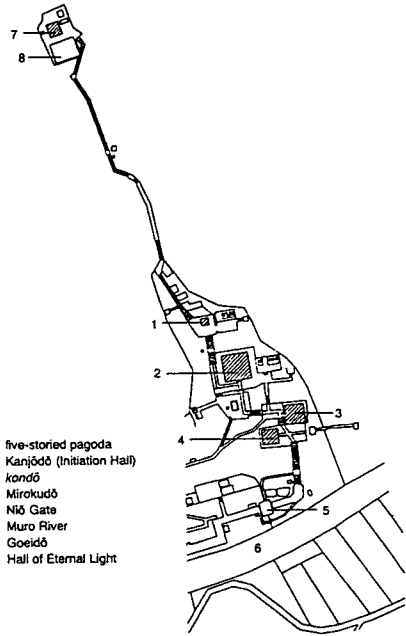 7
8
1
2
3
4
5
6
five-storied pagoda
Kanjōdō (Initiation Hall)
kondō
Mirokudō
Niō Gate
Muro River
Goeidō
Hall of Eternal Light